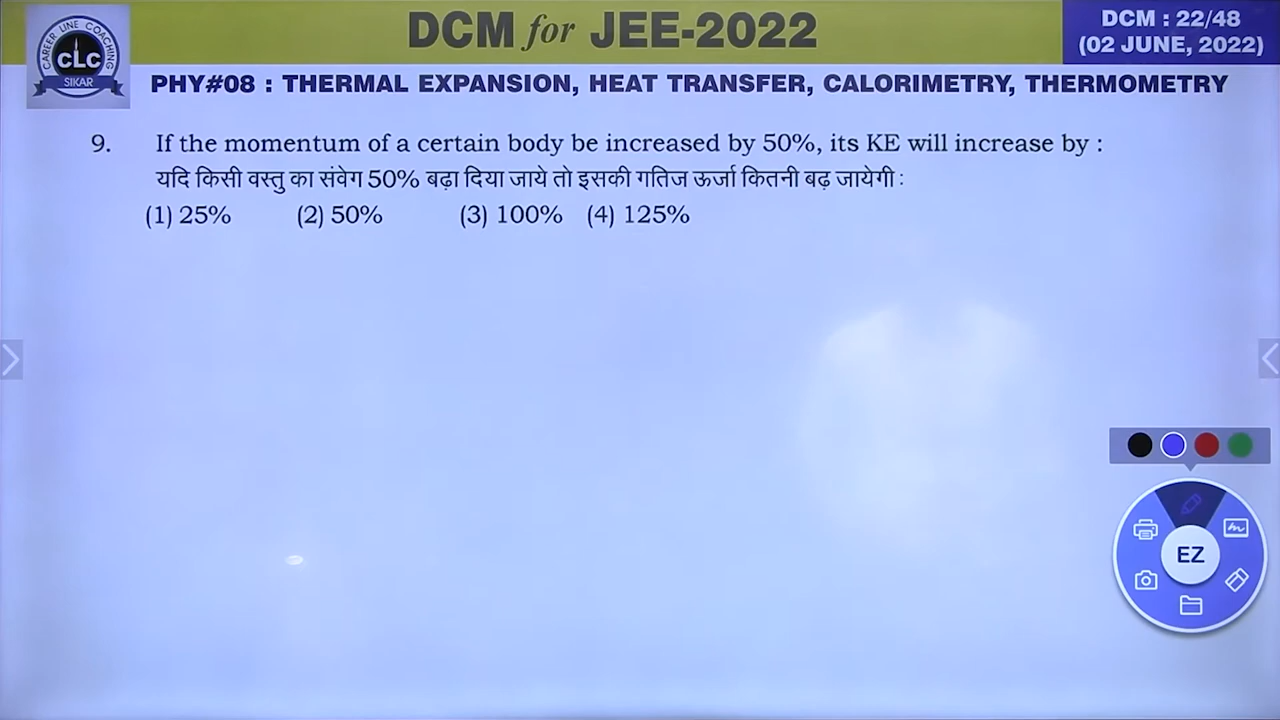 DCM for JEE-2022
DCM : 22/48
(02 JUNE, 2022)
CAREER LINE COACHING
CLC
SIKAR
PHY#08 : THERMAL EXPANSION, HEAT TRANSFER, CALORIMETRY, THERMOMETRY
9. If the momentum of a certain body be increased by 50%, its KE will increase by :
यदि किसी वस्तु का संवेग 50% बढ़ा दिया जाये तो इसकी गतिज ऊर्जा कितनी बढ़ जायेगी :
(1) 25% (2) 50% (3) 100% (4) 125%
EZ